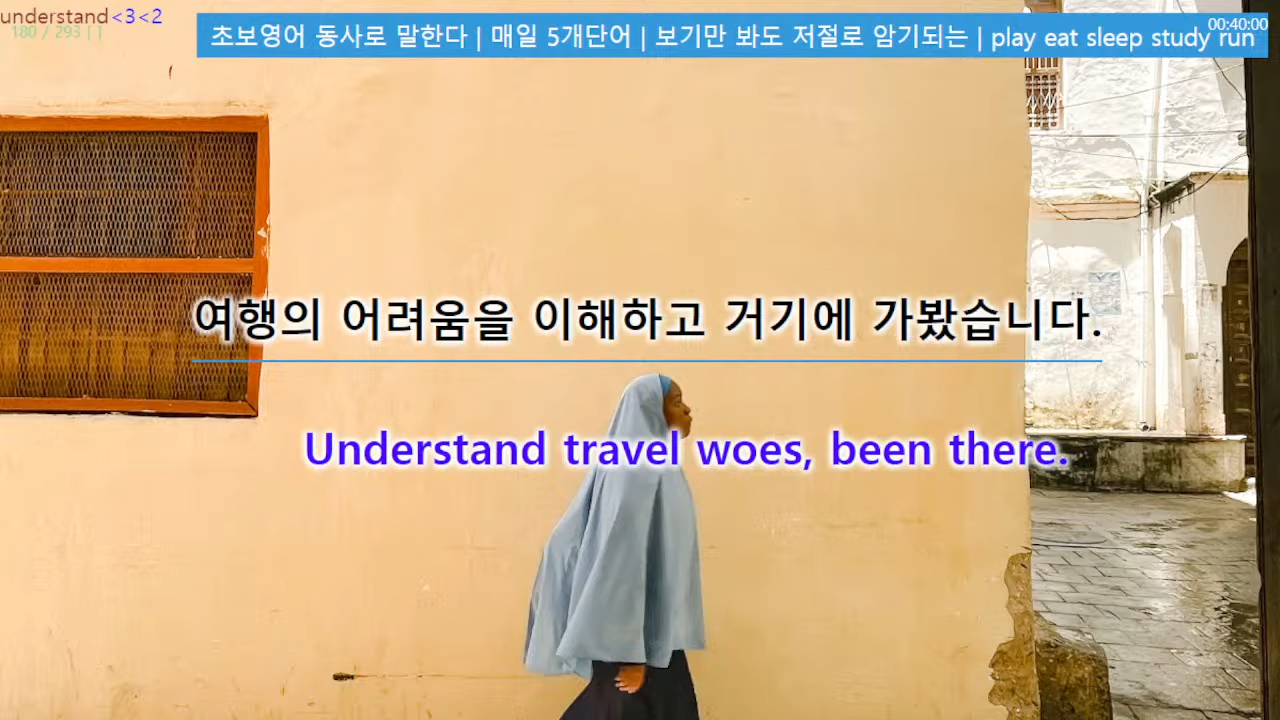 understand<3<2
180 / 293 | |
초보영어 동사로 말한다 | 매일 5개단어 | 보기만 봐도 저절로 암기되는 | play eat sleep study run
00:40:00
여행의 어려움을 이해하고 거기에 가봤습니다.
Understand travel woes, been there.